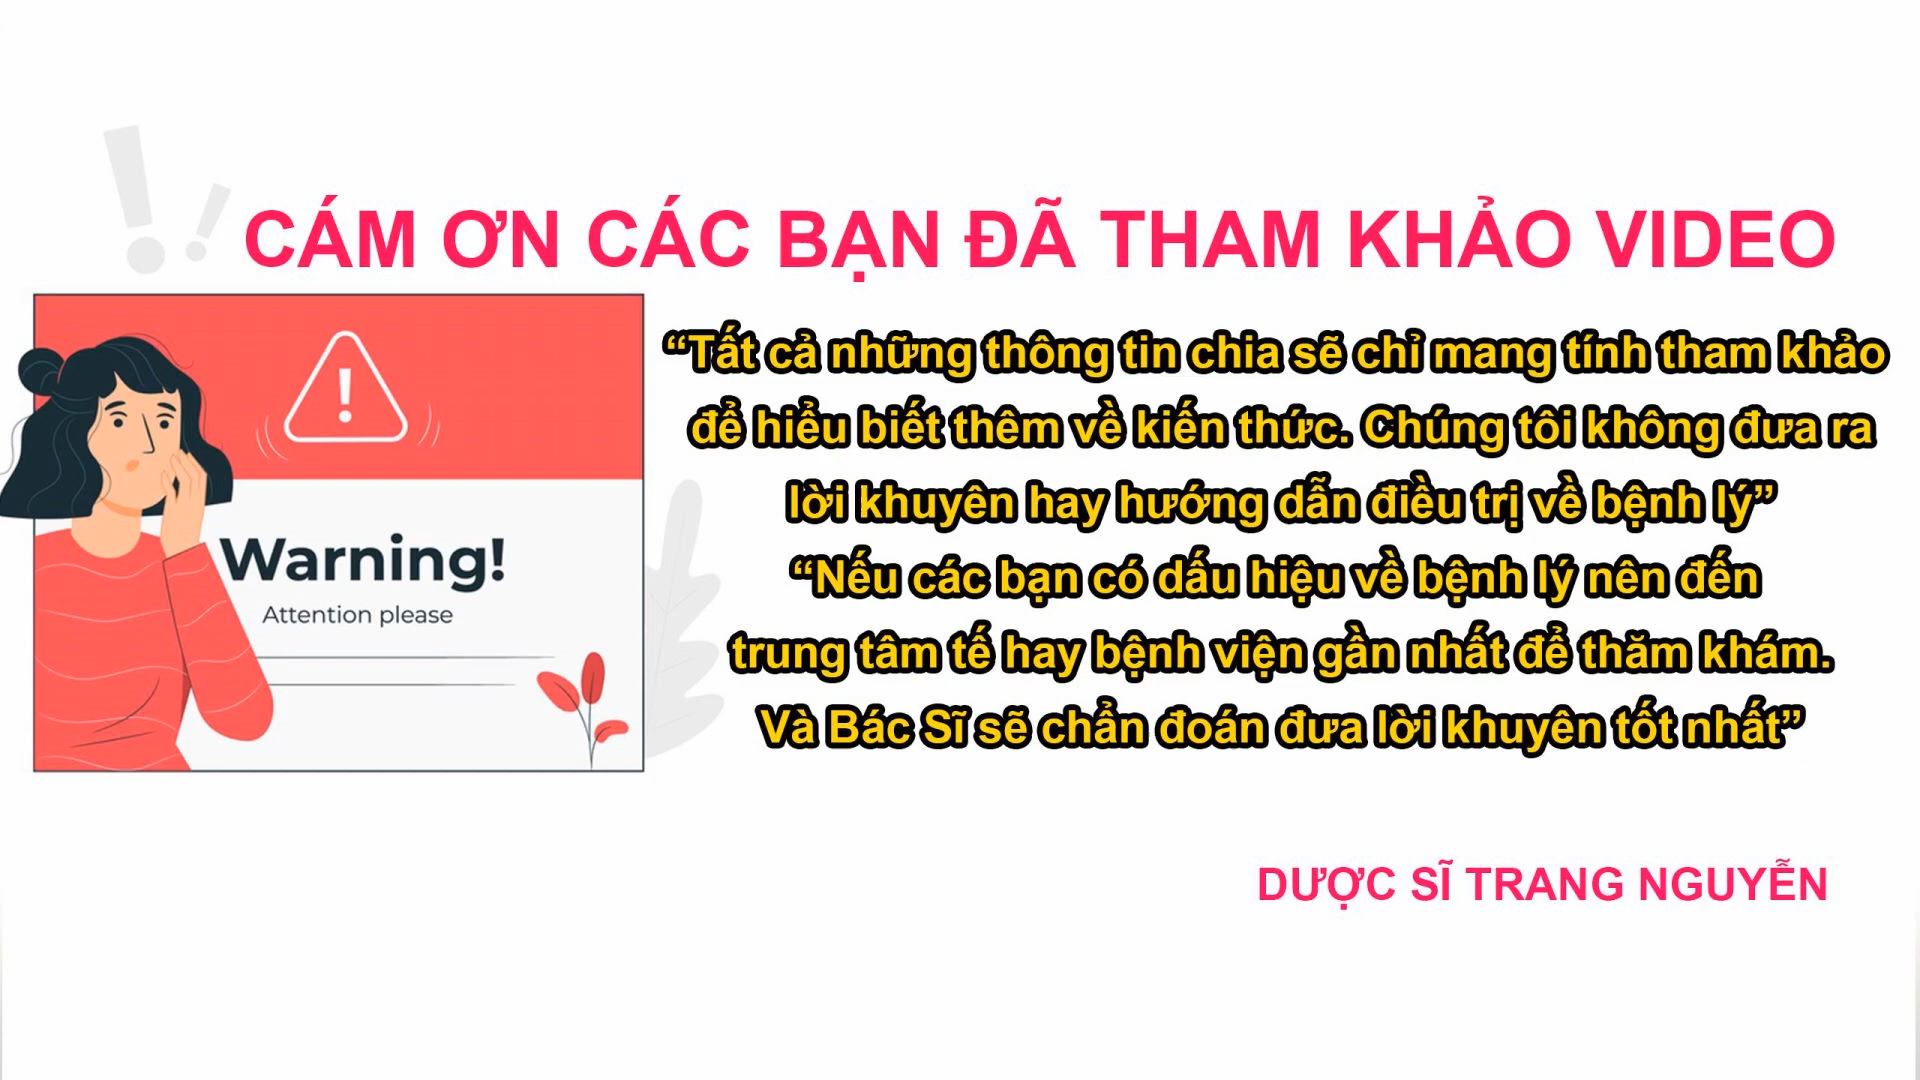 CÁM ƠN CÁC BẠN ĐÃ THAM KHẢO VIDEO
“Tất cả những thông tin chia sẽ chỉ mang tính tham khảo
để hiểu biết thêm về kiến thức. Chúng tôi không đưa ra
lời khuyên hay hướng dẫn điều trị về bệnh lý”
“Nếu các bạn có dấu hiệu về bệnh lý nên đến
trung tâm tế hay bệnh viện gần nhất để thăm khám.
Và Bác Sĩ sẽ chẩn đoán đưa lời khuyên tốt nhất”
Warning!
Attention please
DƯỢC SĨ TRANG NGUYỄN